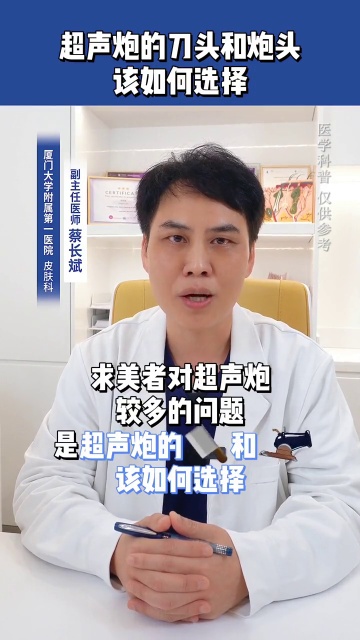 超声炮的刀头和炮头
该如何选择
医学科普 仅供参考
副主任医师 蔡长斌
厦门大学附属第一医院 皮肤科
求美者对超声炮
较多的问题
是超声炮的 和
该如何选择